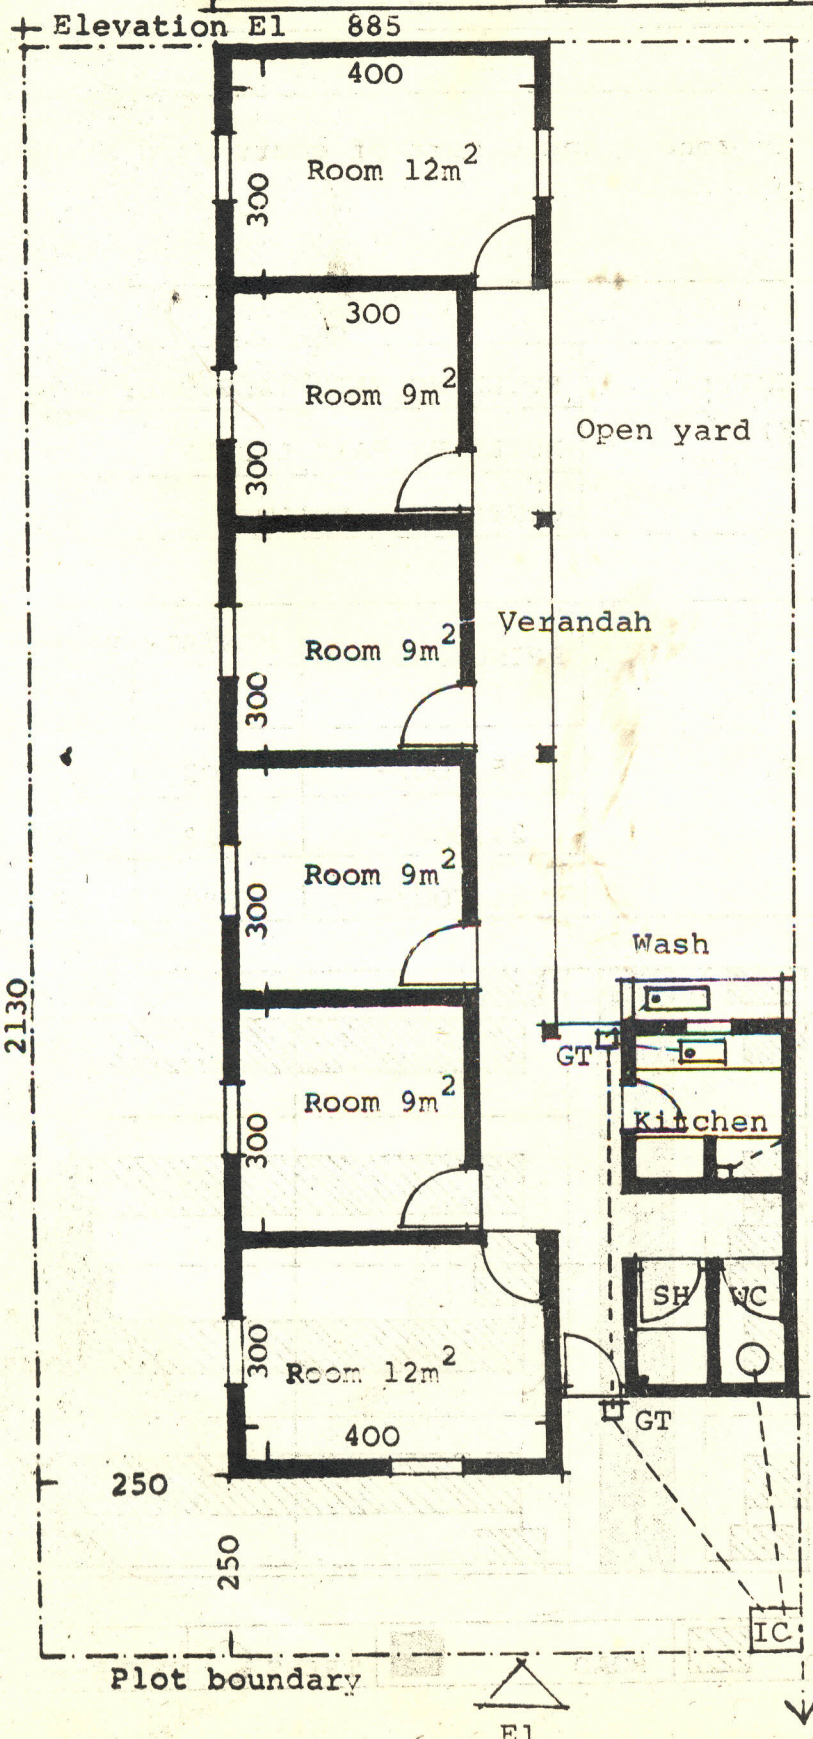 Elevation El 885
400
Room 12m²
300
300
Room 9m²
Open yard
300
Verandah
Room 9m²
300
Room 9m²
300
Wash
2130
GT
Room 9m²
Kitchen
300
SH WC
300
Room 12m²
GT
400
250
250
IC
Plot boundary
El